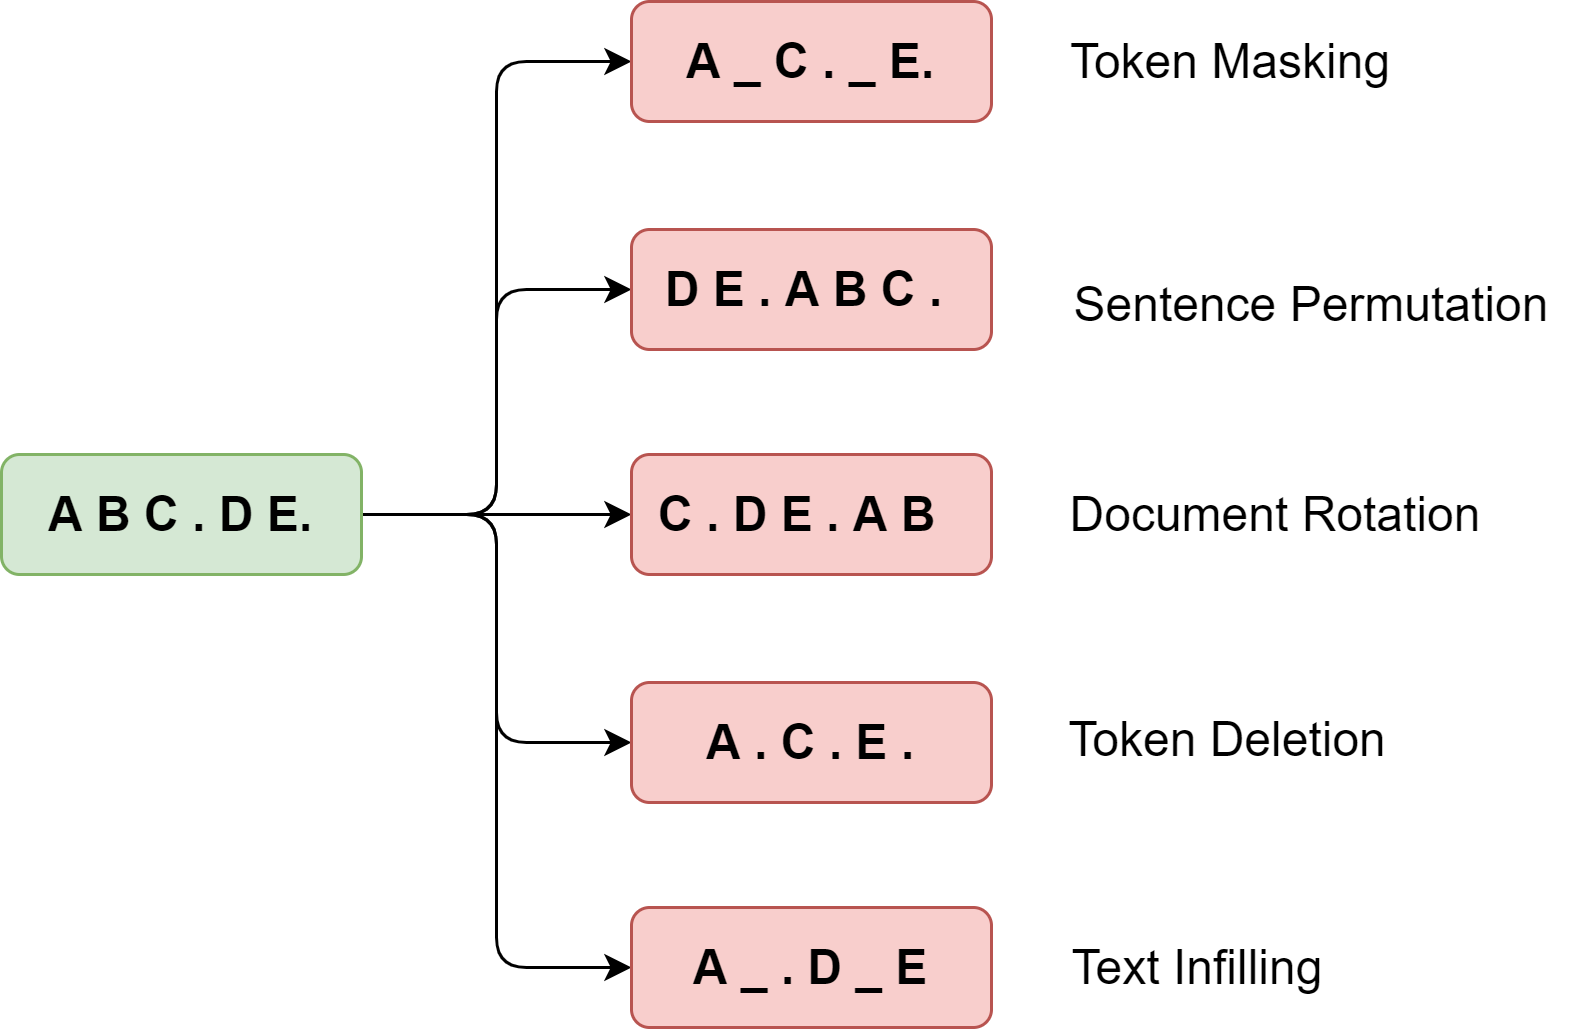 A _ C . _ E.
Token Masking
D E . A B C .
Sentence Permutation
A B C . D E.
C . D E . A B
Document Rotation
A . C . E .
Token Deletion
A _ . D _ E
Text Infilling